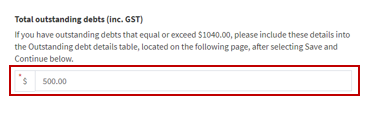 Total outstanding debts (inc. GST)
If you have outstanding debts that equal or exceed $1040.00, please include these details into
the Outstanding debt details table, located on the following page, after selecting Save and
Continue below.
* $ 500.00